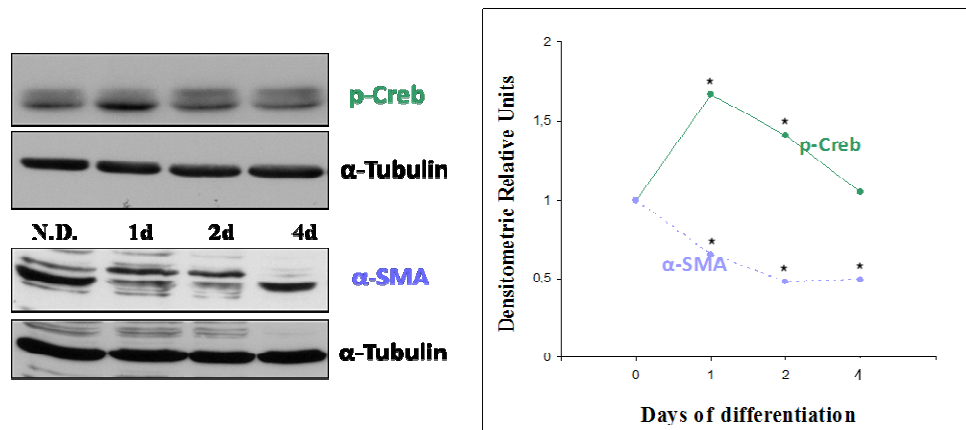 p-Creb
α-Tubulin
N.D. 1d 2d 4d
α-SMA
α-Tubulin
Densitometric Relative Units
2
1,5
1
0,5
0
* * p-Creb
* * * α-SMA
0 1 2 4
Days of differentiation